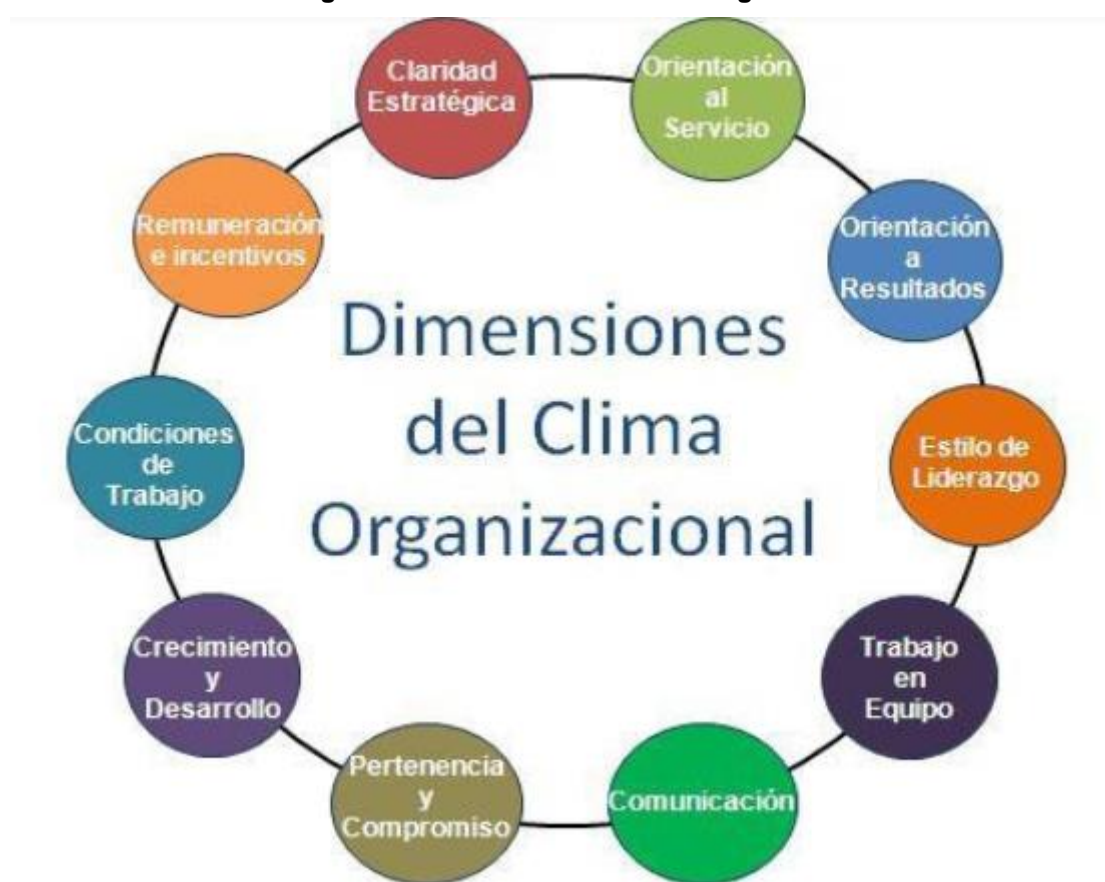 Claridad
Estratégica
Orientación
al
Servicio
Orientación
a
Resultados
Estilo de
Liderazgo
Trabajo
en
Equipo
Comunicación
Pertenencia
y
Compromiso
Crecimiento
y
Desarrollo
Condiciones
de
Trabajo
Remuneración
e incentivos
Dimensiones
del Clima
Organizacional